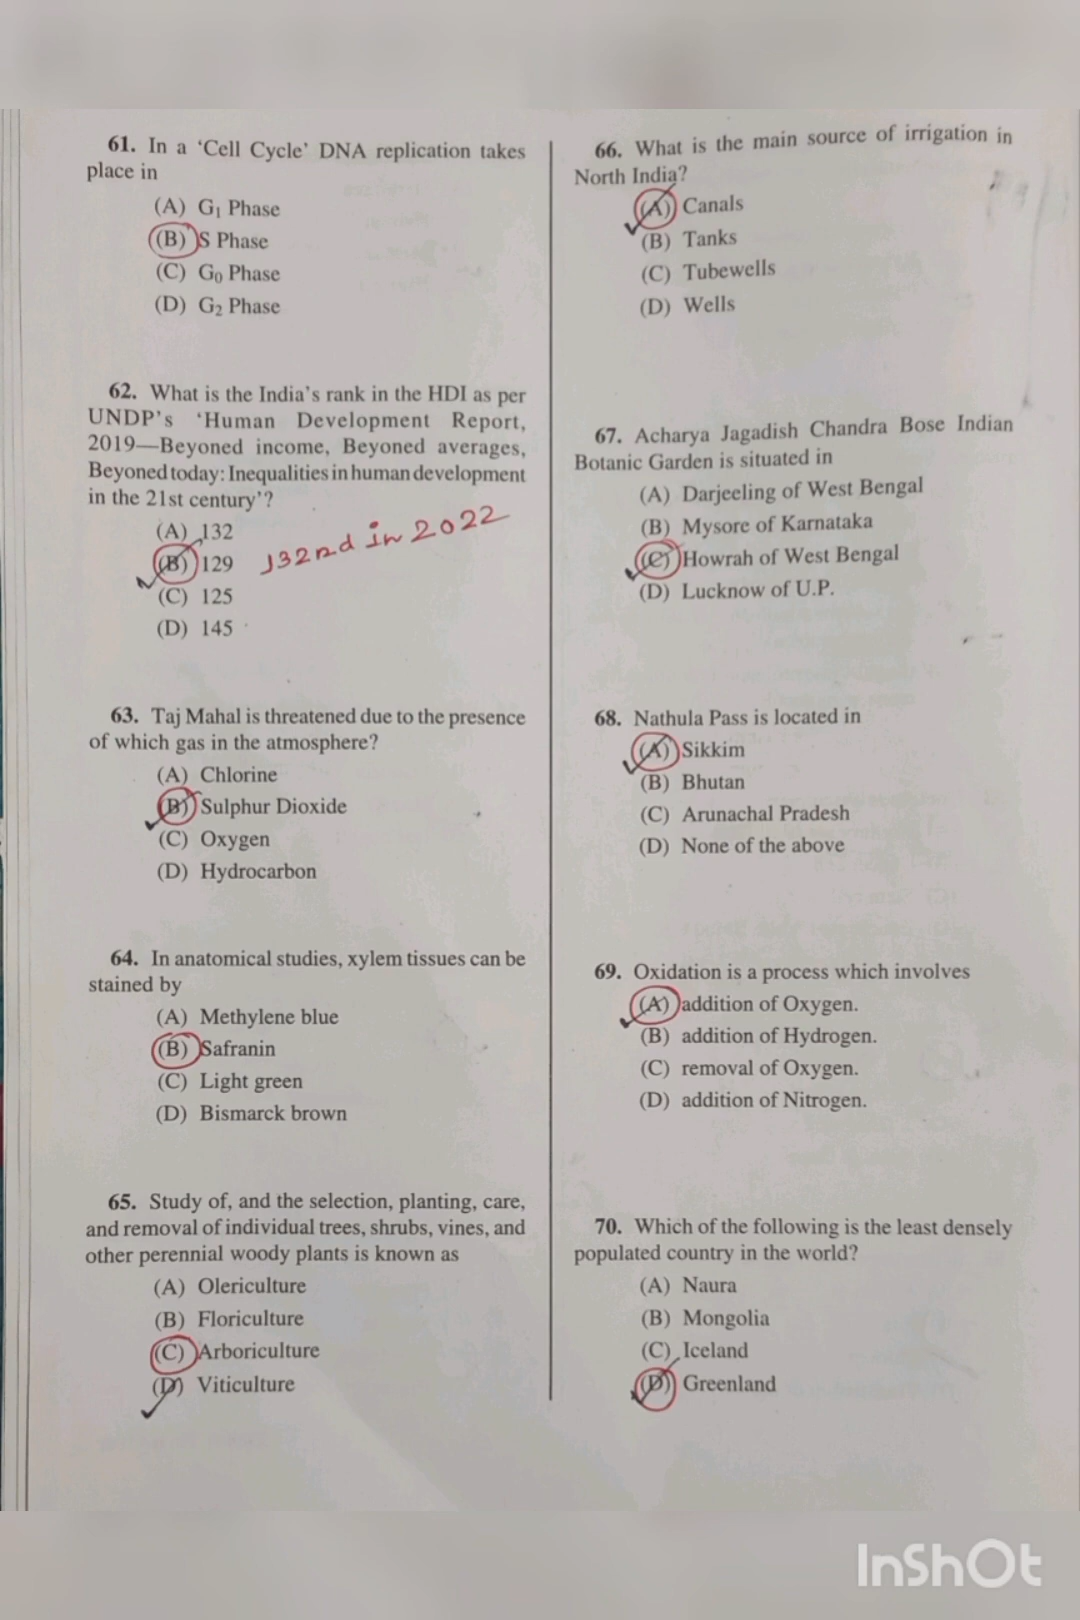 61. In a ‘Cell Cycle’ DNA replication takes
place in
(A) G₁ Phase
(B) S Phase
(C) G₀ Phase
(D) G₂ Phase
62. What is the India’s rank in the HDI as per
UNDP’s ‘Human Development Report,
2019—Beyoned income, Beyoned averages,
Beyoned today: Inequalities in human development
in the 21st century’?
(A) 132
(B) 129
132nd in 2022
(C) 125
(D) 145
63. Taj Mahal is threatened due to the presence
of which gas in the atmosphere?
(A) Chlorine
(B) Sulphur Dioxide
(C) Oxygen
(D) Hydrocarbon
64. In anatomical studies, xylem tissues can be
stained by
(A) Methylene blue
(B) Safranin
(C) Light green
(D) Bismarck brown
65. Study of, and the selection, planting, care,
and removal of individual trees, shrubs, vines, and
other perennial woody plants is known as
(A) Olericulture
(B) Floriculture
(C) Arboriculture
(D) Viticulture
66. What is the main source of irrigation in
North India?
(A) Canals
(B) Tanks
(C) Tubewells
(D) Wells
67. Acharya Jagadish Chandra Bose Indian
Botanic Garden is situated in
(A) Darjeeling of West Bengal
(B) Mysore of Karnataka
(C) Howrah of West Bengal
(D) Lucknow of U.P.
68. Nathula Pass is located in
(A) Sikkim
(B) Bhutan
(C) Arunachal Pradesh
(D) None of the above
69. Oxidation is a process which involves
(A) addition of Oxygen.
(B) addition of Hydrogen.
(C) removal of Oxygen.
(D) addition of Nitrogen.
70. Which of the following is the least densely
populated country in the world?
(A) Naura
(B) Mongolia
(C) Iceland
(D) Greenland
InShOt